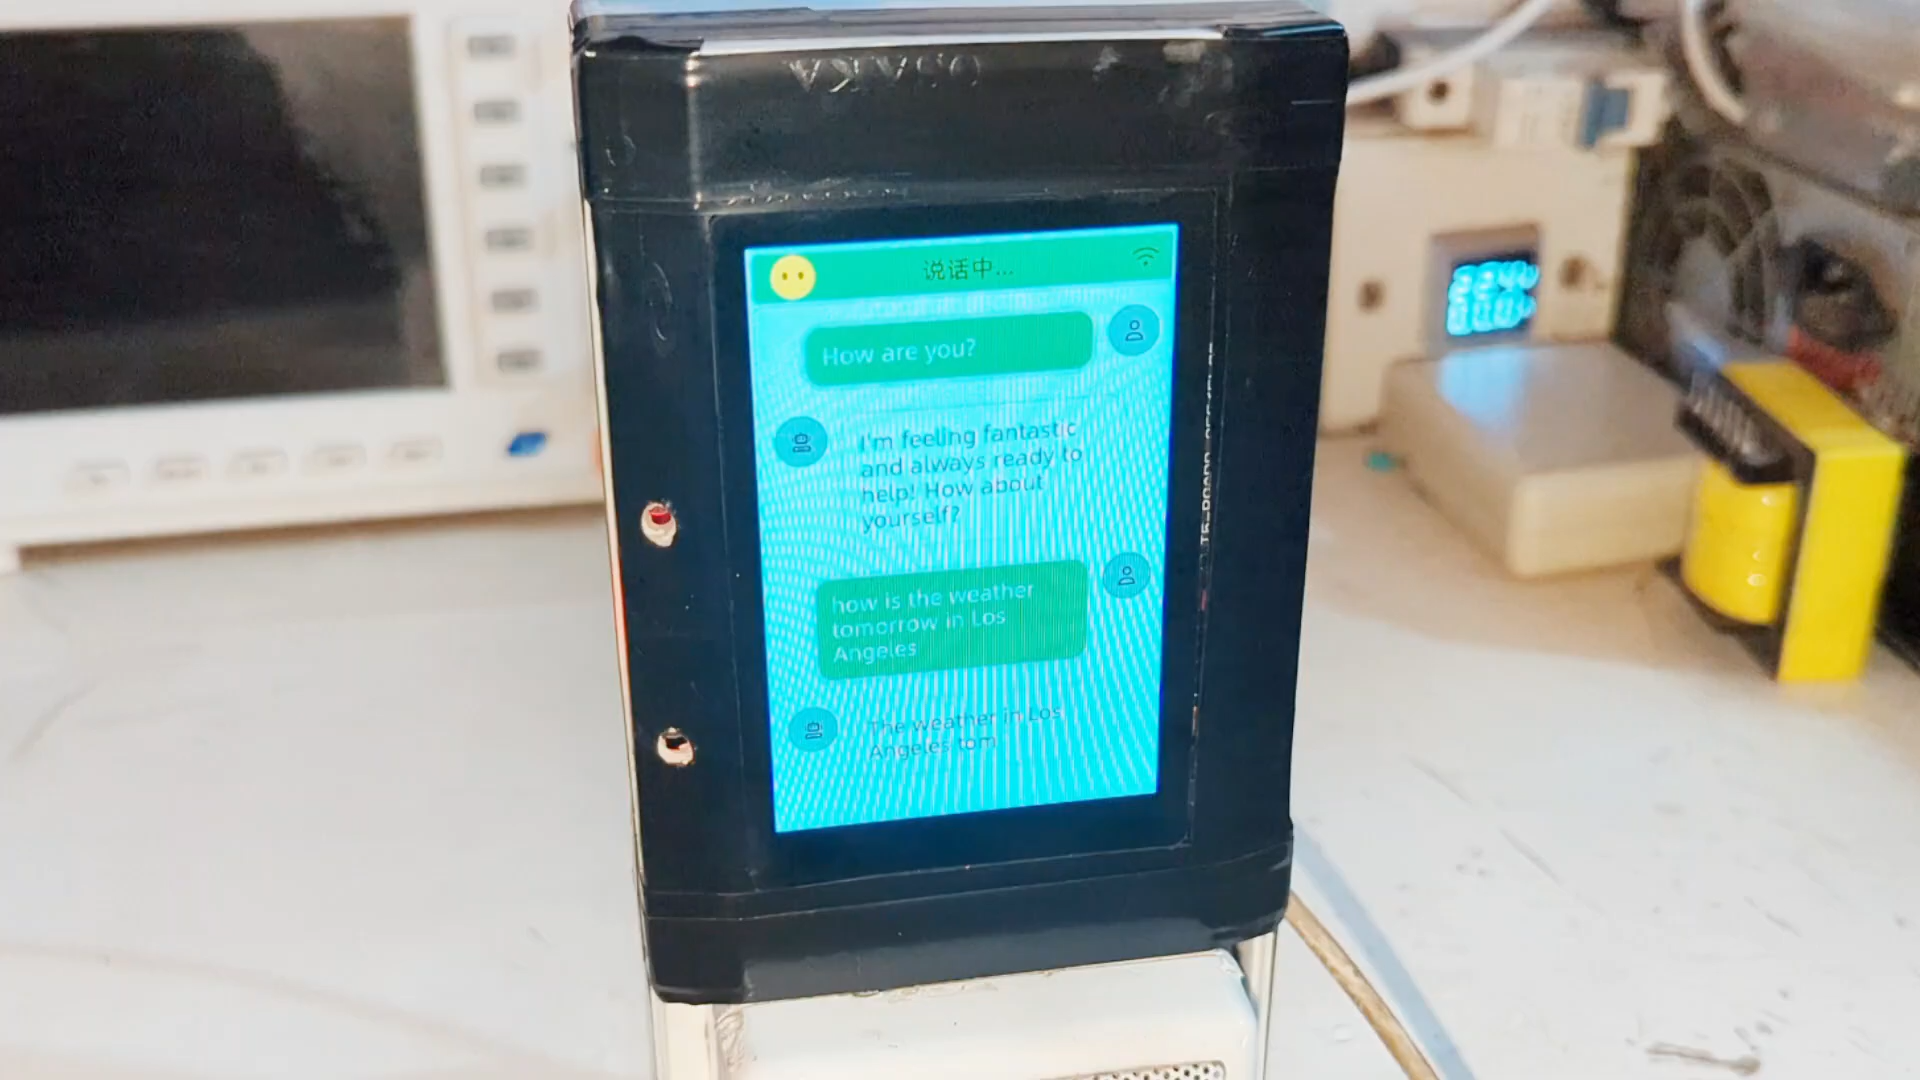 OSAKA
说话中...
How are you?
I'm feeling fantastic
and always ready to
help! How about
yourself?
how is the weather
tomorrow in Los
Angeles
The weather in Los
Angeles tom